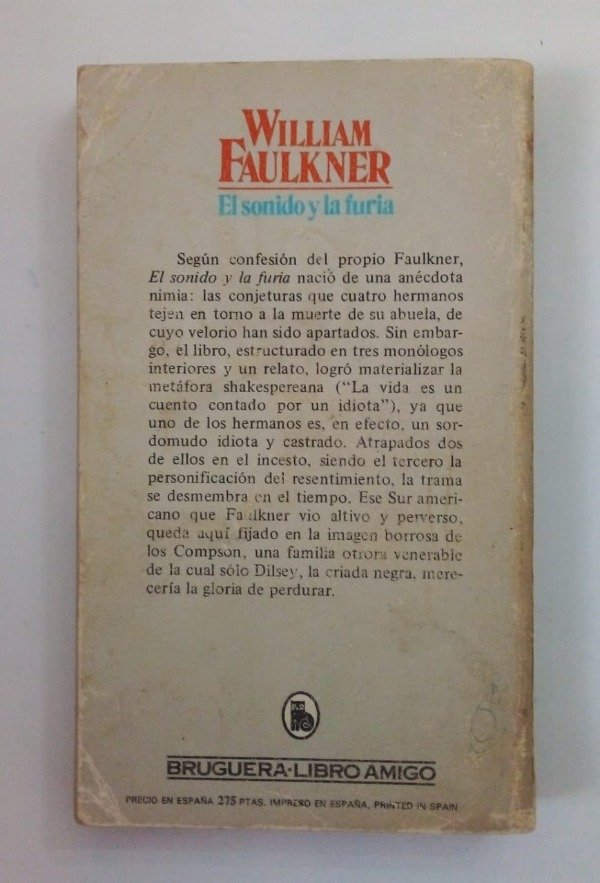 WILLIAM
FAULKNER
El sonido y la furia
Según confesión del propio Faulkner,
El sonido y la furia nació de una anécdota
nimia: las conjeturas que cuatro hermanos
tejen en torno a la muerte de su abuela, de
cuyo velorio han sido apartados. Sin embar-
go, el libro, estructurado en tres monólogos
interiores y un relato, logró materializar la
metáfora shakespereana ("La vida es un
cuento contado por un idiota"), ya que
uno de los hermanos es, en efecto, un sor-
domudo idiota y castrado. Atrapados dos
de ellos en el incesto, siendo el tercero la
personificación del resentimiento, la trama
se desmembra en el tiempo. Ese Sur ameri-
cano que Faulkner vio altivo y perverso,
queda aquí fijado en la imagen borrosa de
los Compson, una familia otrora venerable
de la cual sólo Dilsey, la criada negra, mere-
cería la gloria de perdurar.
BRUGUERA·LIBRO AMIGO
PRECIO EN ESPAÑA 275 PTAS. IMPRESO EN ESPAÑA, PRINTED IN SPAIN